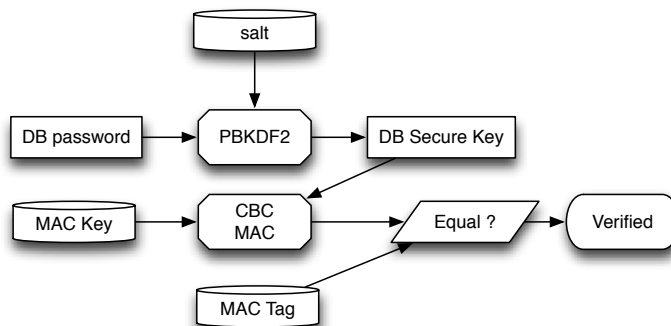 salt
DB password
PBKDF2
DB Secure Key
MAC Key
CBC
MAC
Equal ?
Verified
MAC Tag